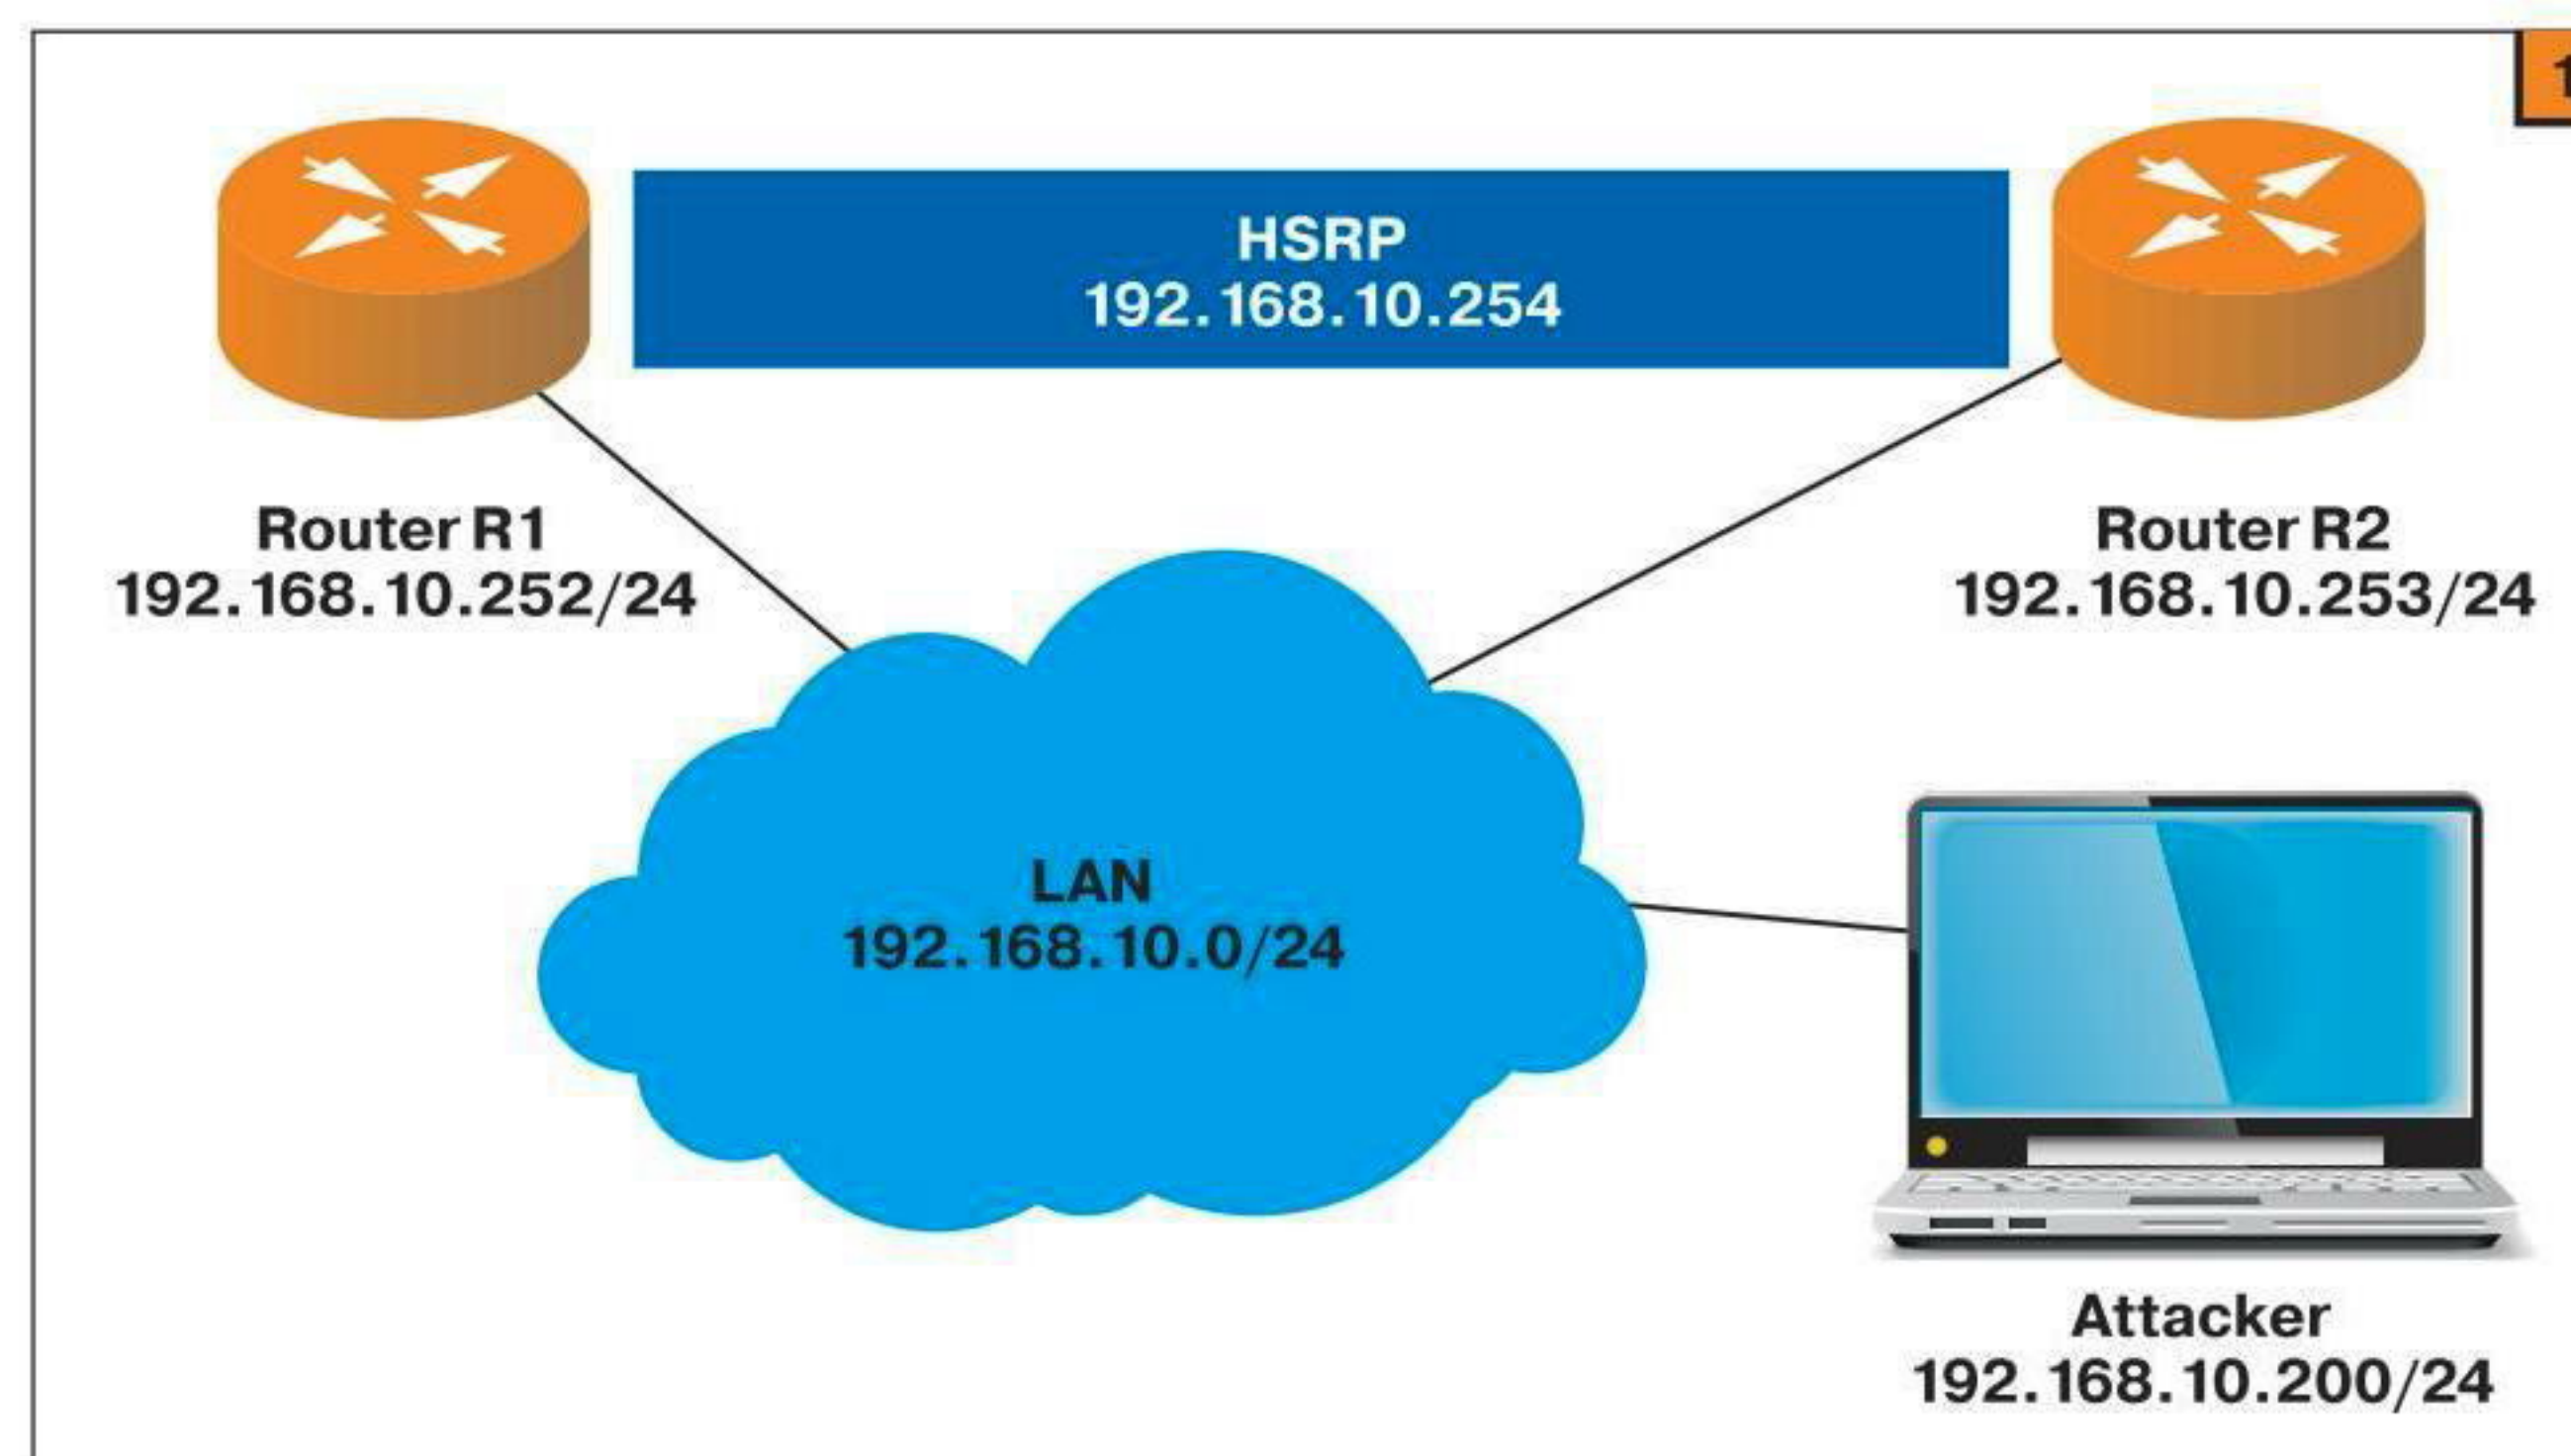 1
HSRP
192.168.10.254
Router R1
192.168.10.252/24
Router R2
192.168.10.253/24
LAN
192.168.10.0/24
Attacker
192.168.10.200/24